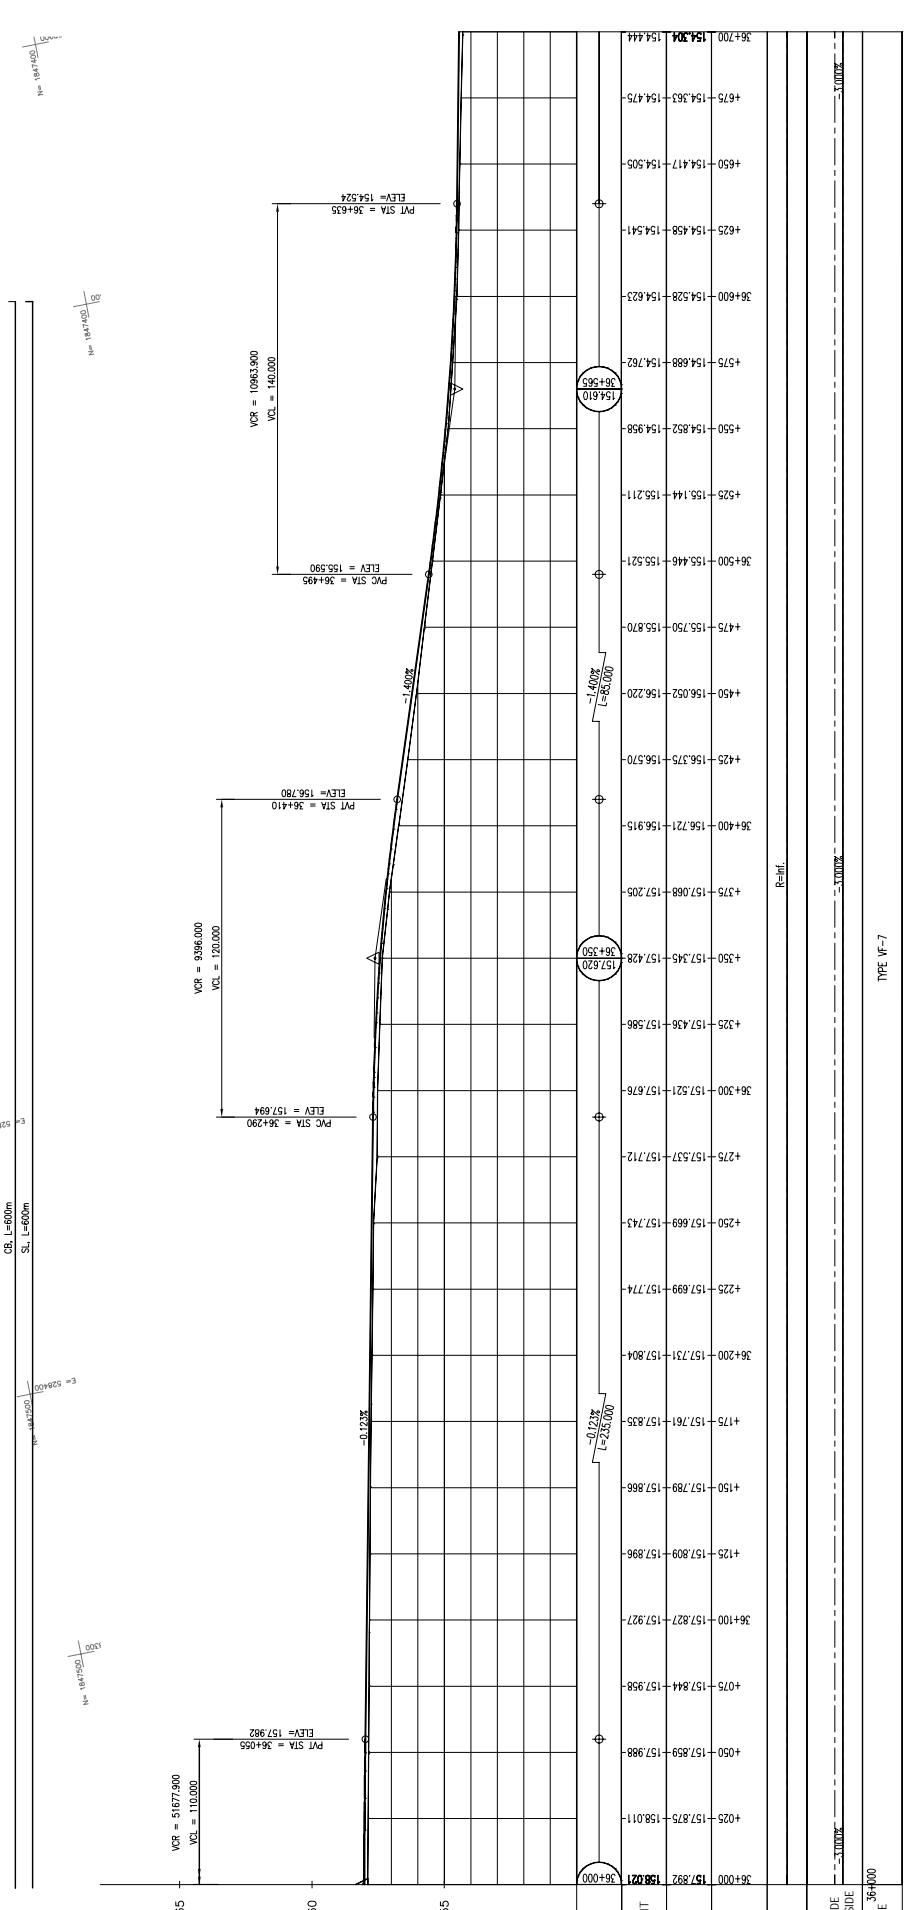 N= 1847400
N= 1847400
E= 528400
N= 1847500
N= 1847500
CB, L=600m
SL, L=600m
VCR = 51677.900
VCL = 110.000
PVT STA = 36+055
ELEV= 157.982
-0.123%
PVC STA = 36+290
ELEV = 157.694
VCR = 9396.000
VCL = 120.000
PVT STA = 36+410
ELEV= 156.780
-1.400%
PVC STA = 36+495
ELEV = 155.590
VCR = 10963.900
VCL = 140.000
PVT STA = 36+635
ELEV= 154.524
36+000
-0.123%
L=235.000
36+350
157.620
-1.400%
L=85.000
36+565
154.610
158.021 157.892 36+000
158.011 157.875 +025
157.988 157.859 +050
157.958 157.844 +075
157.927 157.827 36+100
157.896 157.809 +125
157.866 157.789 +150
157.835 157.761 +175
157.804 157.731 36+200
157.774 157.699 +225
157.743 157.669 +250
157.712 157.537 +275
157.676 157.521 36+300
157.586 157.436 +325
157.428 157.345 +350
157.205 157.068 +375
156.915 156.721 36+400
156.570 156.375 +425
156.220 156.052 +450
155.870 155.750 +475
155.521 155.446 36+500
155.211 155.144 +525
154.958 154.852 +550
154.762 154.688 +575
154.623 154.528 36+600
154.541 154.458 +625
154.505 154.417 +650
154.475 154.363 +675
154.444 154.304 36+700
R=Inf.
-3.000%
-3.000%
-3.000%
TYPE VF-7
36+000
SIDE